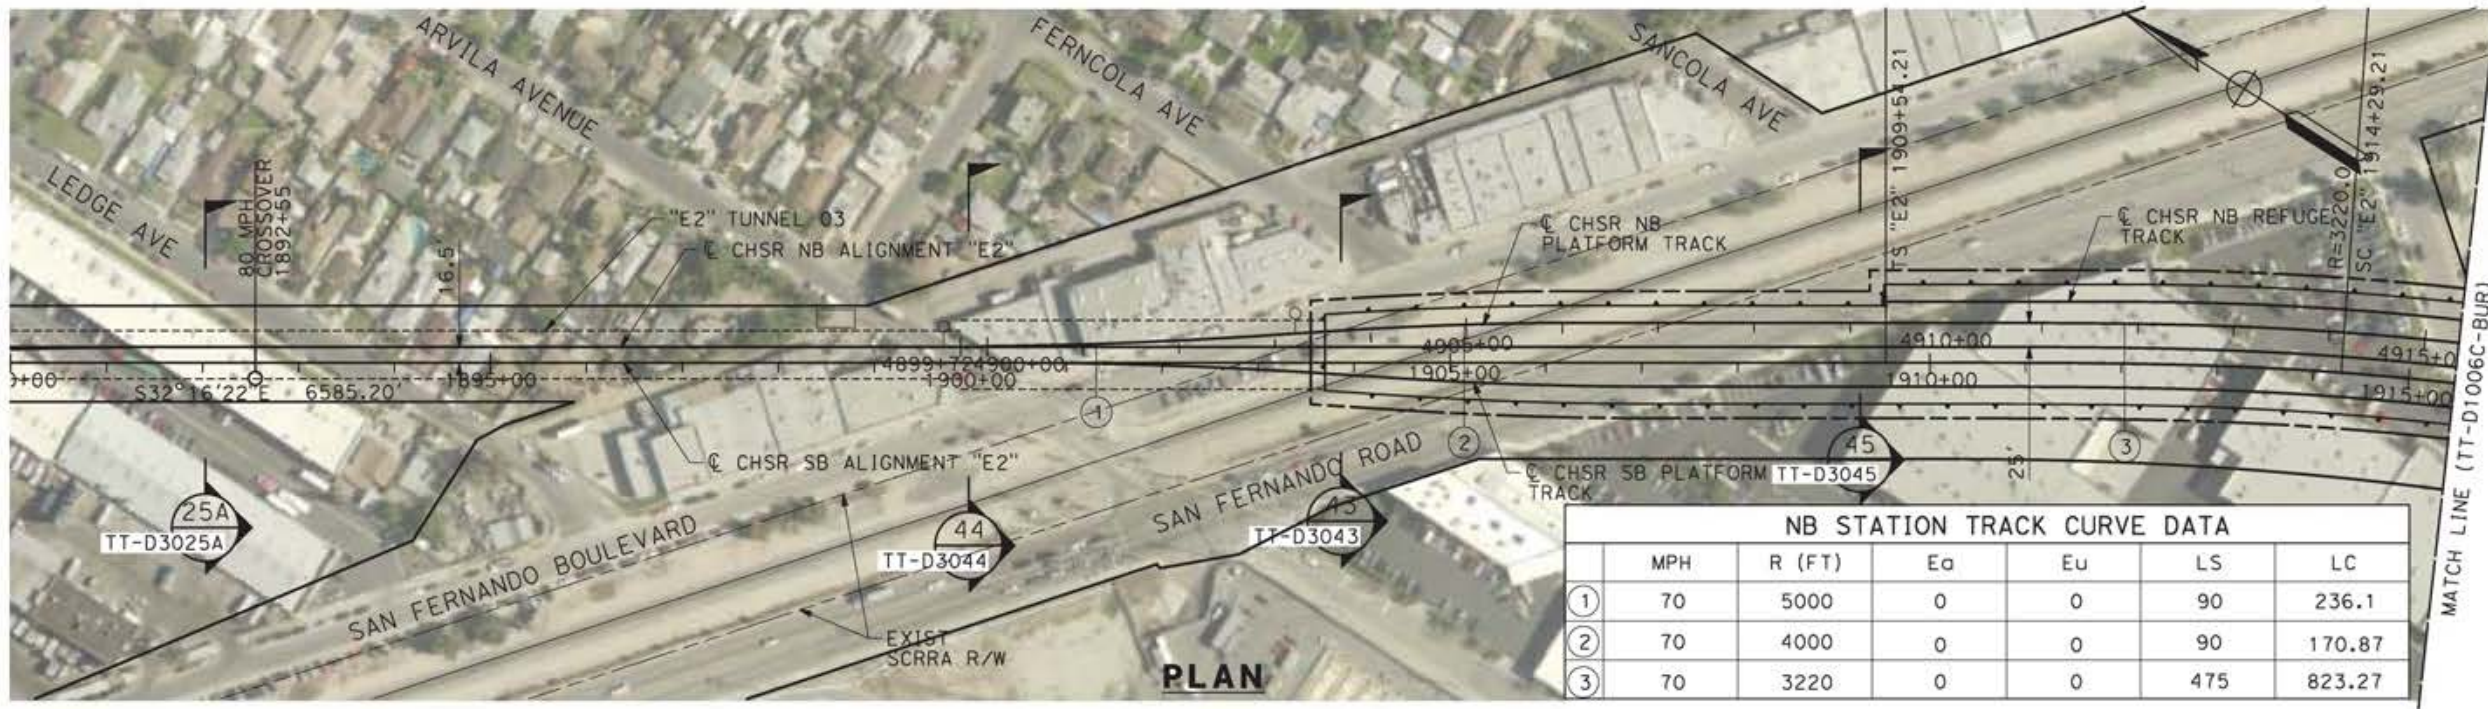 ARVILA AVENUE
FERNCOLA AVE
SANCOLA AVE
LEDGE AVE
80 MPH
CROSSOVER
1892+55
16.5'
"E2" TUNNEL 03
℄ CHSR NB ALIGNMENT "E2"
℄ CHSR NB
PLATFORM TRACK
TS "E2" 1909+54.21
℄ CHSR NB REFUGE
TRACK
R=3220.0
SC "E2" 1914+29.21
MATCH LINE (TT-D1006C-BUR)
4899+72
4900+00
4905+00
4910+00
4915+0
0+00
S32°16'22"E 6585.20'
1895+00
1900+00
1905+00
1910+00
1915+00
1
2
3
℄ CHSR SB ALIGNMENT "E2"
℄ CHSR SB PLATFORM
TRACK
25'
25A
TT-D3025A
44
TT-D3044
43
TT-D3043
45
TT-D3045
SAN FERNANDO BOULEVARD
SAN FERNANDO ROAD
EXIST
SCRRA R/W
PLAN
NB STATION TRACK CURVE DATA
MPH R (FT) Ea Eu LS LC
1 70 5000 0 0 90 236.1
2 70 4000 0 0 90 170.87
3 70 3220 0 0 475 823.27